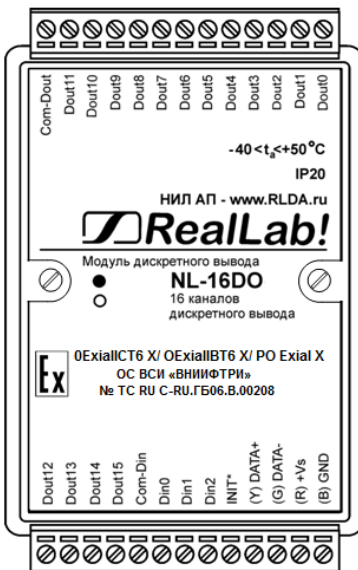 Com-Dout Dout11 Dout10 Dout9 Dout8 Dout7 Dout6 Dout5 Dout4 Dout3 Dout2 Dout1 Dout0
-40<ta<+50°C
IP20
НИЛ АП - www.RLDA.ru
RealLab!
Модуль дискретного вывода
NL-16DO
16 каналов
дискретного вывода
Ex
0ExiaIICT6 X/ OExiaIIBT6 X/ PO ExiaI X
ОС ВСИ «ВНИИФТРИ»
№ ТС RU C-RU.ГБ06.В.00208
Dout12 Dout13 Dout14 Dout15 Com-Din Din0 Din1 Din2 INIT* (Y) DATA+ (G) DATA- (R) +Vs (B) GND